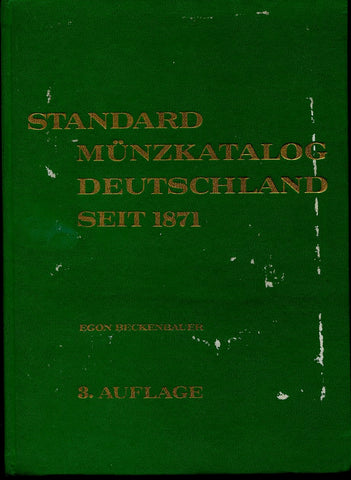 STANDARD
MÜNZKATALOG
DEUTSCHLAND
SEIT 1871
EGON BECKENBAUER
3. AUFLAGE